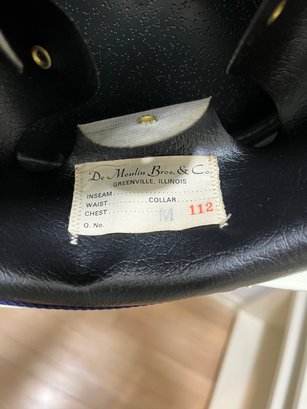 De Moulin Bros. & Co.
GREENVILLE, ILLINOIS
INSEAM
WAIST COLLAR
CHEST M 112
O. No.